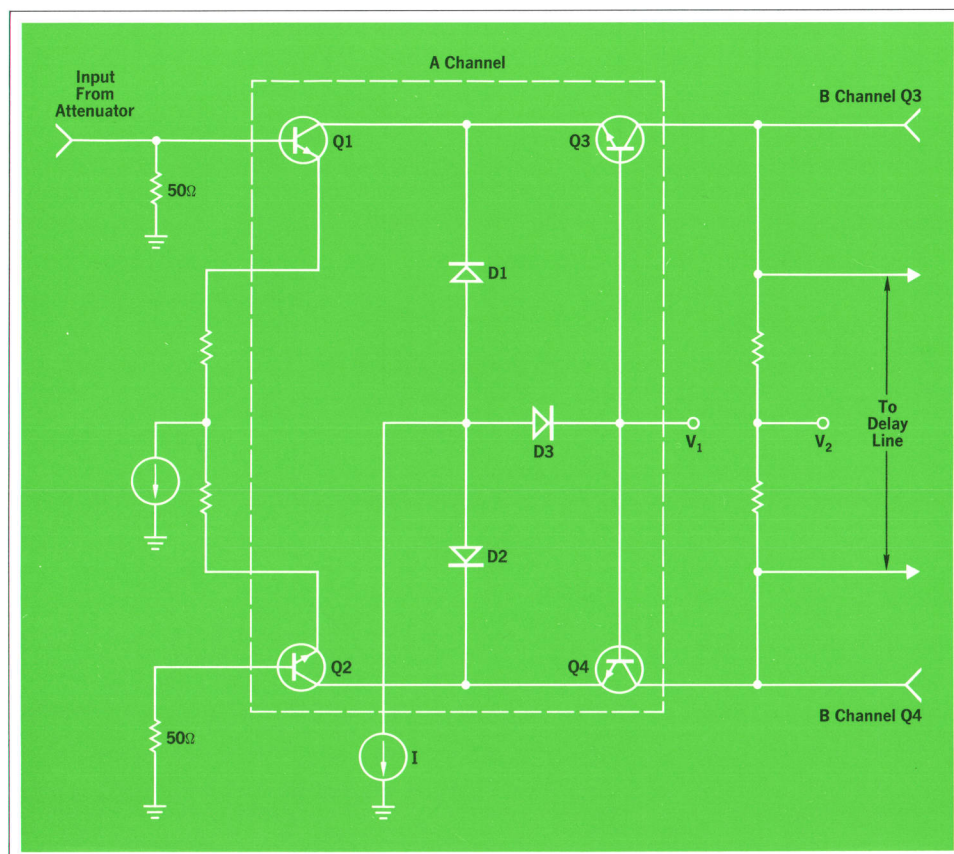 A Channel
Input
From
Attenuator
B Channel Q3
Q1
Q3
50Ω
D1
To
Delay
Line
D3
V₁
V₂
D2
Q2
Q4
50Ω
I
B Channel Q4